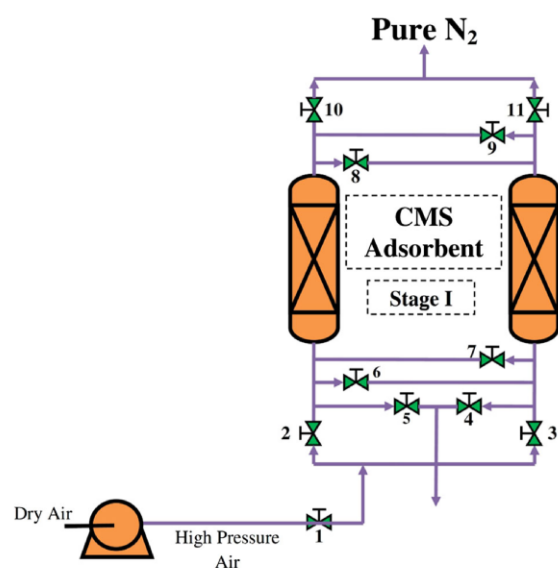 Pure N₂
10
11
9
8
CMS
Adsorbent
Stage I
7
6
5
4
2
3
Dry Air
High Pressure
Air
1